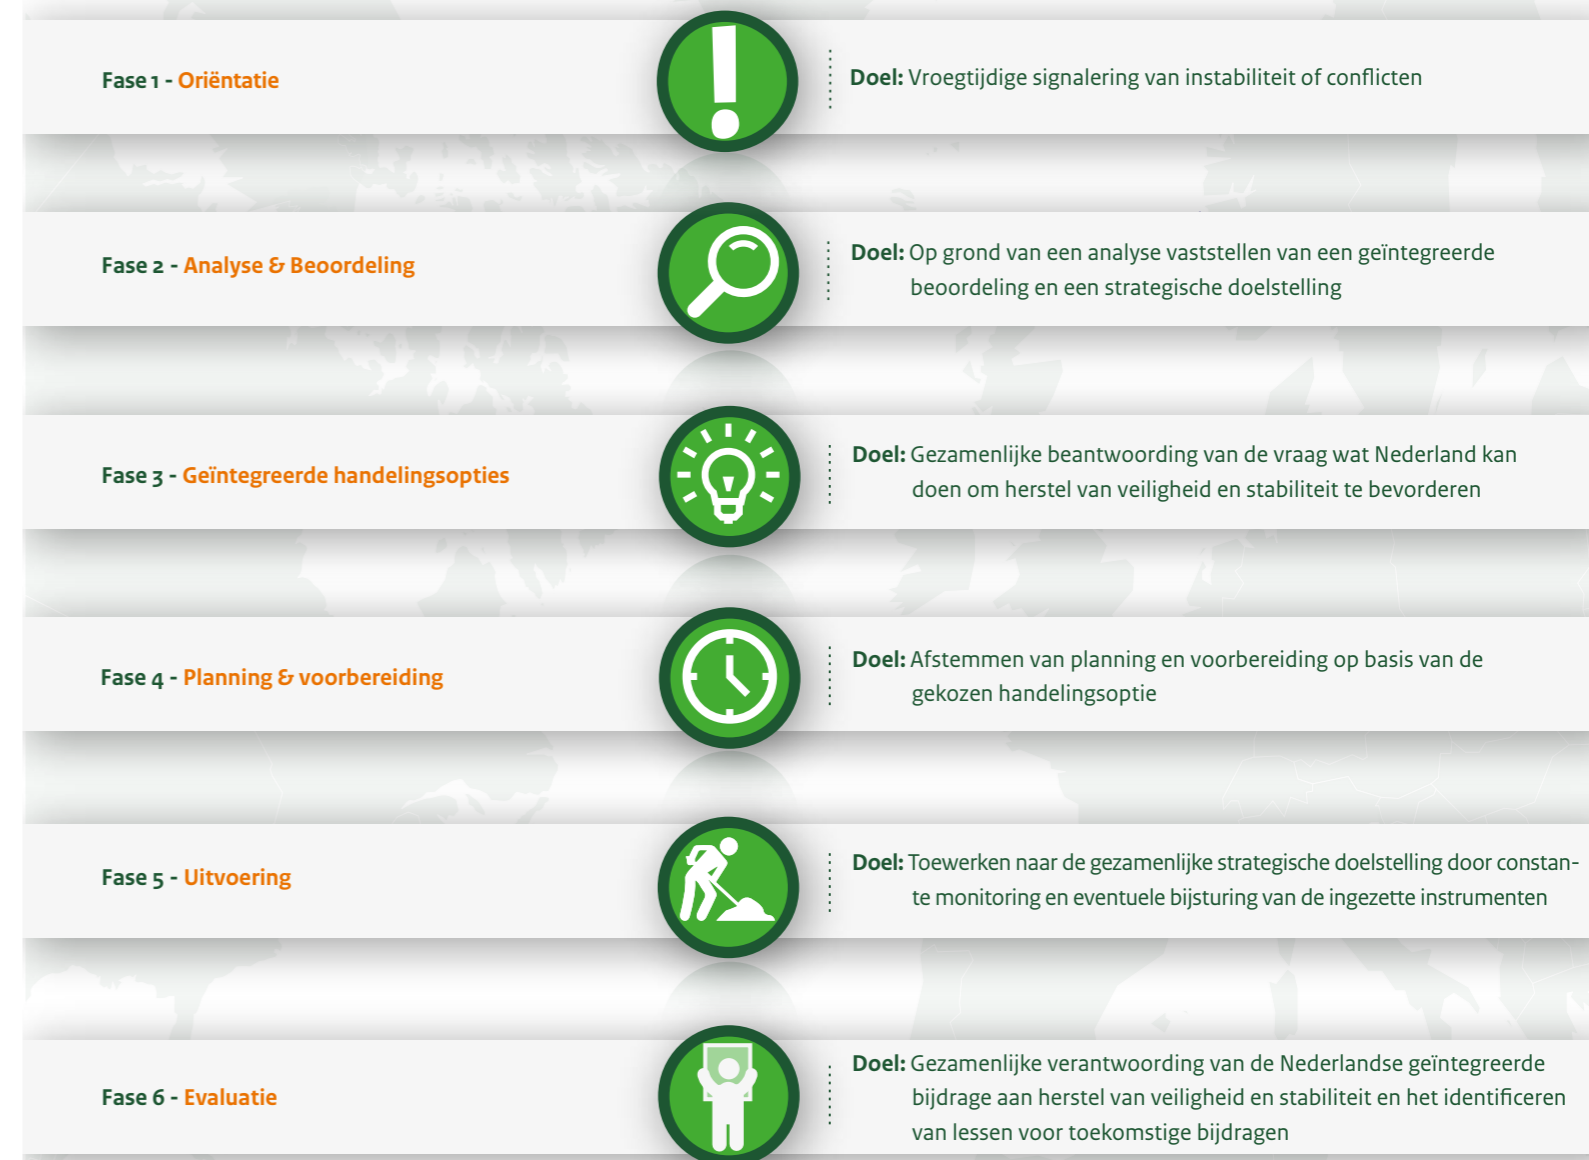 Fase 1 - Oriëntatie
Doel: Vroegtijdige signalering van instabiliteit of conflicten
Fase 2 - Analyse & Beoordeling
Doel: Op grond van een analyse vaststellen van een geïntegreerde
beoordeling en een strategische doelstelling
Fase 3 - Geïntegreerde handelingsopties
Doel: Gezamenlijke beantwoording van de vraag wat Nederland kan
doen om herstel van veiligheid en stabiliteit te bevorderen
Fase 4 - Planning & voorbereiding
Doel: Afstemmen van planning en voorbereiding op basis van de
gekozen handelingsoptie
Fase 5 - Uitvoering
Doel: Toewerken naar de gezamenlijke strategische doelstelling door constan-
te monitoring en eventuele bijsturing van de ingezette instrumenten
Fase 6 - Evaluatie
Doel: Gezamenlijke verantwoording van de Nederlandse geïntegreerde
bijdrage aan herstel van veiligheid en stabiliteit en het identificeren
van lessen voor toekomstige bijdragen